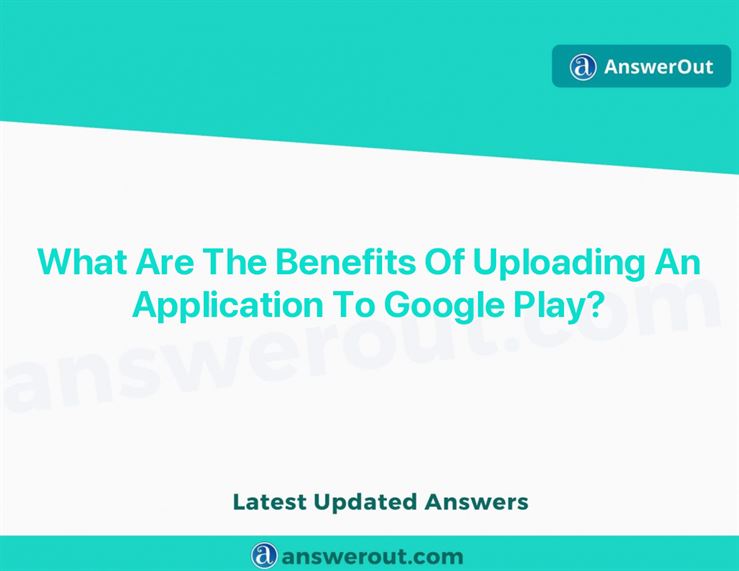 AnswerOut
What Are The Benefits Of Uploading An
Application To Google Play?
answerout.com
Latest Updated Answers
answerout.com